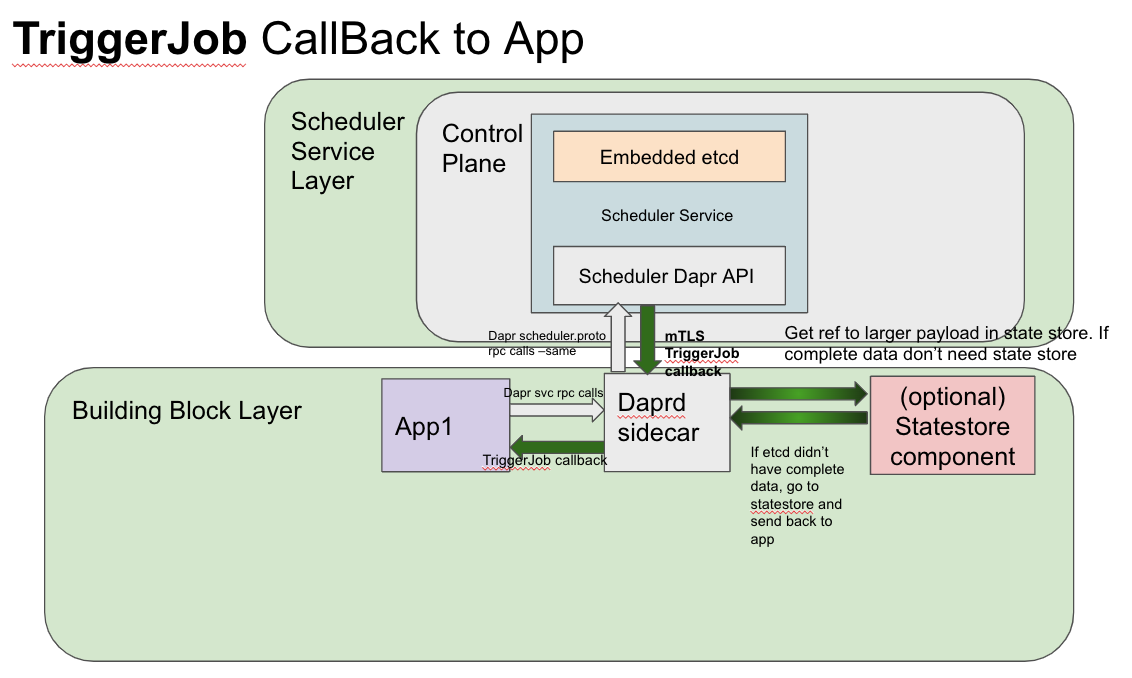 TriggerJob CallBack to App
Scheduler
Service
Layer
Control
Plane
Embedded etcd
Scheduler Service
Scheduler Dapr API
Dapr scheduler.proto
rpc calls –same
mTLS
TriggerJob
callback
Get ref to larger payload in state store. If
complete data don’t need state store
Building Block Layer
App1
Dapr svc rpc calls
TriggerJob callback
Daprd
sidecar
(optional)
Statestore
component
If etcd didn’t
have complete
data, go to
statestore and
send back to
app